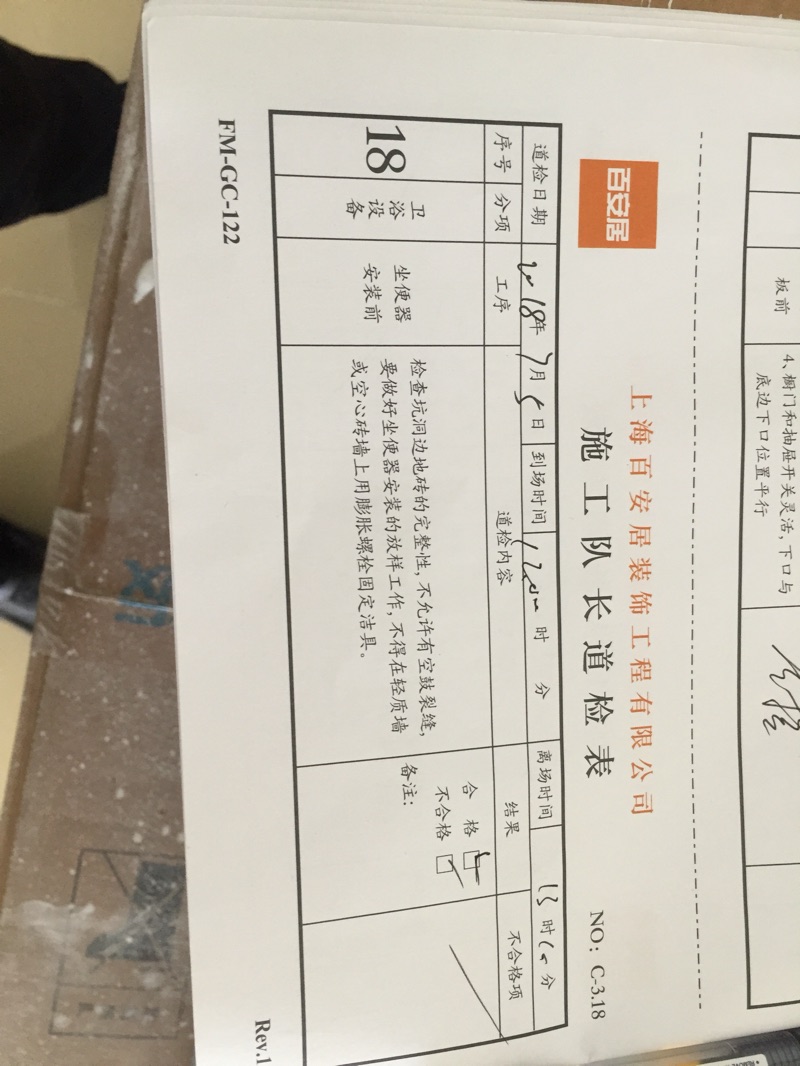 板前
4、橱门和抽屉开关灵活,下口与
底边下口位置平行
百安居
上海百安居装饰工程有限公司
施工队长道检表
NO: C-3.18
道检日期 2018年7月5日 到场时间 时 分 离场时间 13时10分
序号 分项 工序 道检内容 结果 不合格项
18
卫
浴
设
备
坐便器
安装前
检查坑洞边地砖的完整性,不允许有空鼓裂缝,
要做好坐便器安装的放样工作,不得在轻质墙
或空心砖墙上用膨胀螺栓固定洁具。
合 格
不合格
备注:
FM-GC-122
Rev.1